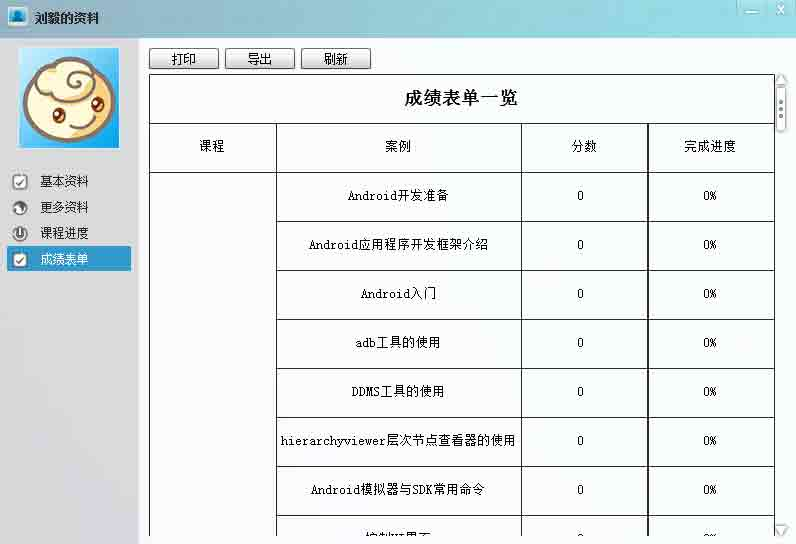 刘毅的资料
打印 导出 刷新
基本资料
更多资料
课程进度
成绩表单
成绩表单一览
课程 案例 分数 完成进度
Android开发准备 0 0%
Android应用程序开发框架介绍 0 0%
Android入门 0 0%
adb工具的使用 0 0%
DDMS工具的使用 0 0%
hierarchyviewer层次节点查看器的使用 0 0%
Android模拟器与SDK常用命令 0 0%